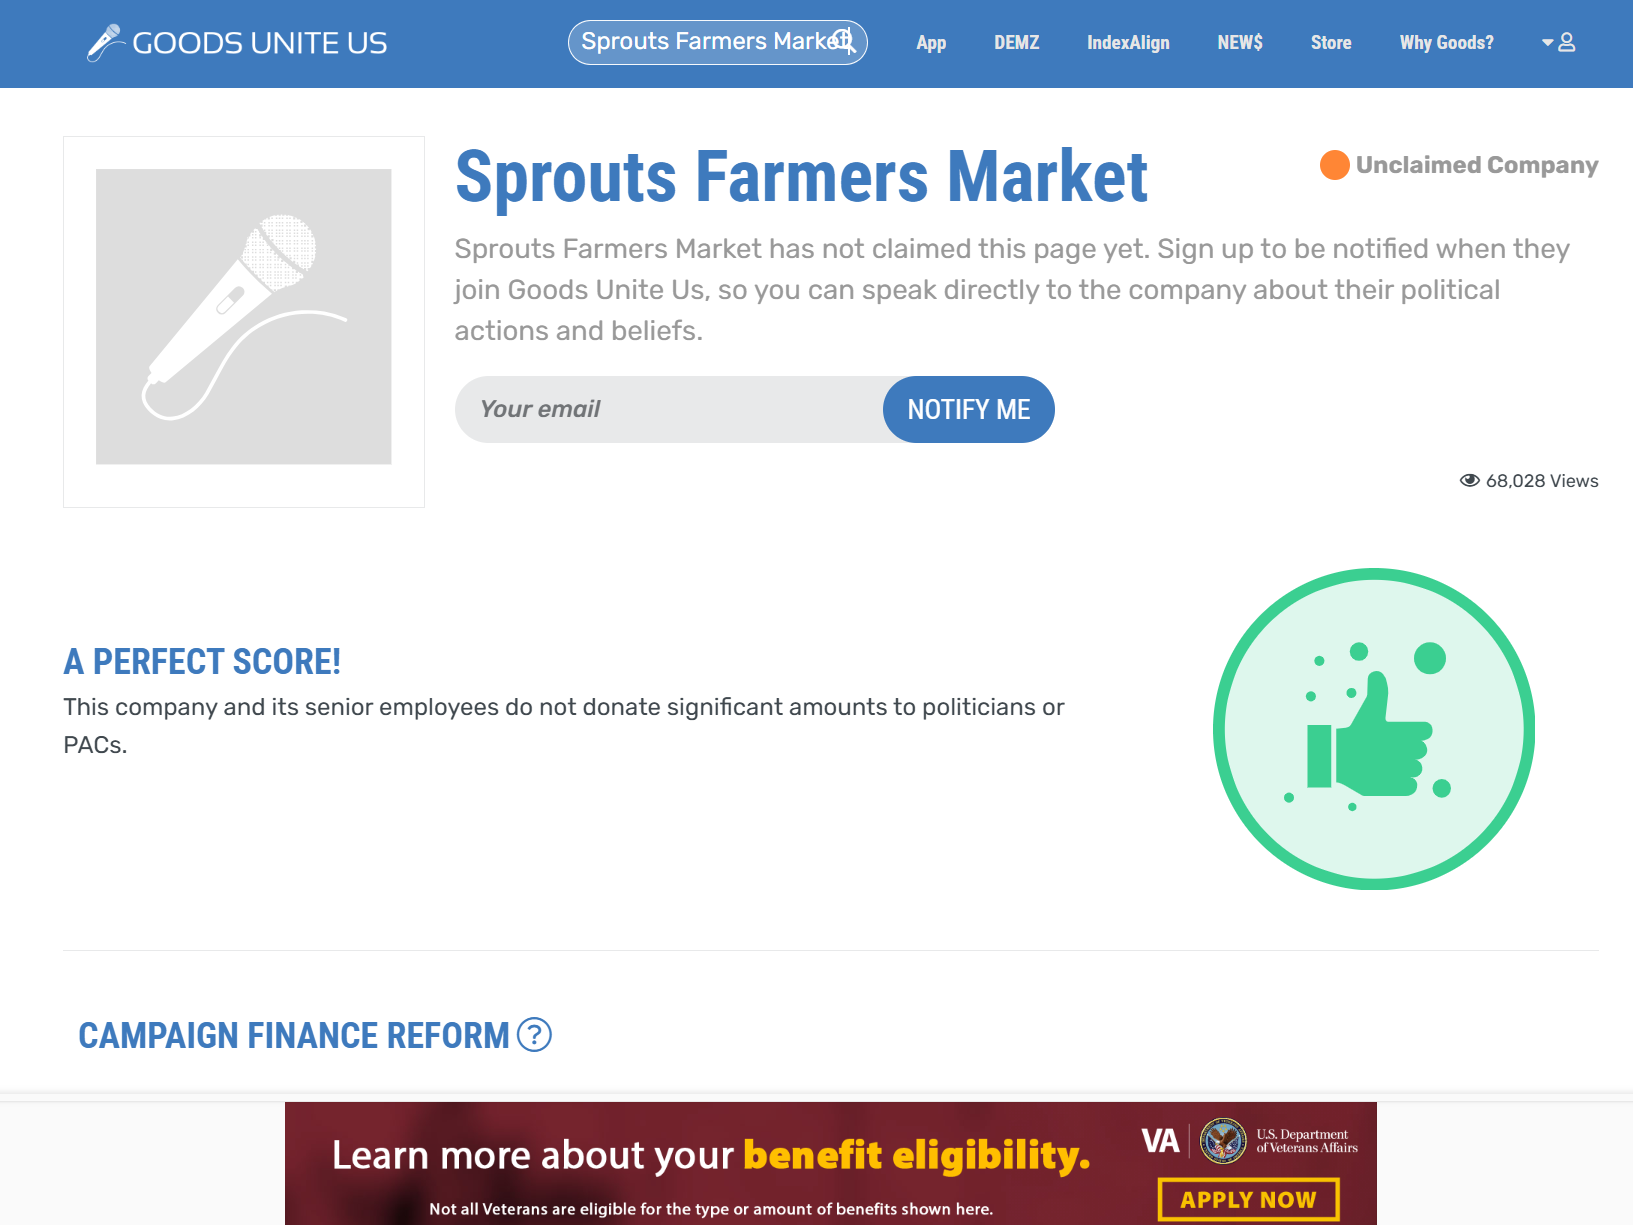 GOODS UNITE US
Sprouts Farmers Market
App
DEMZ
IndexAlign
NEW$
Store
Why Goods?
Sprouts Farmers Market
Unclaimed Company
Sprouts Farmers Market has not claimed this page yet. Sign up to be notified when they
join Goods Unite Us, so you can speak directly to the company about their political
actions and beliefs.
Your email
NOTIFY ME
68,028 Views
A PERFECT SCORE!
This company and its senior employees do not donate significant amounts to politicians or
PACs.
CAMPAIGN FINANCE REFORM ?
Learn more about your benefit eligibility.
Not all Veterans are eligible for the type or amount of benefits shown here.
VA
U.S. Department
of Veterans Affairs
APPLY NOW